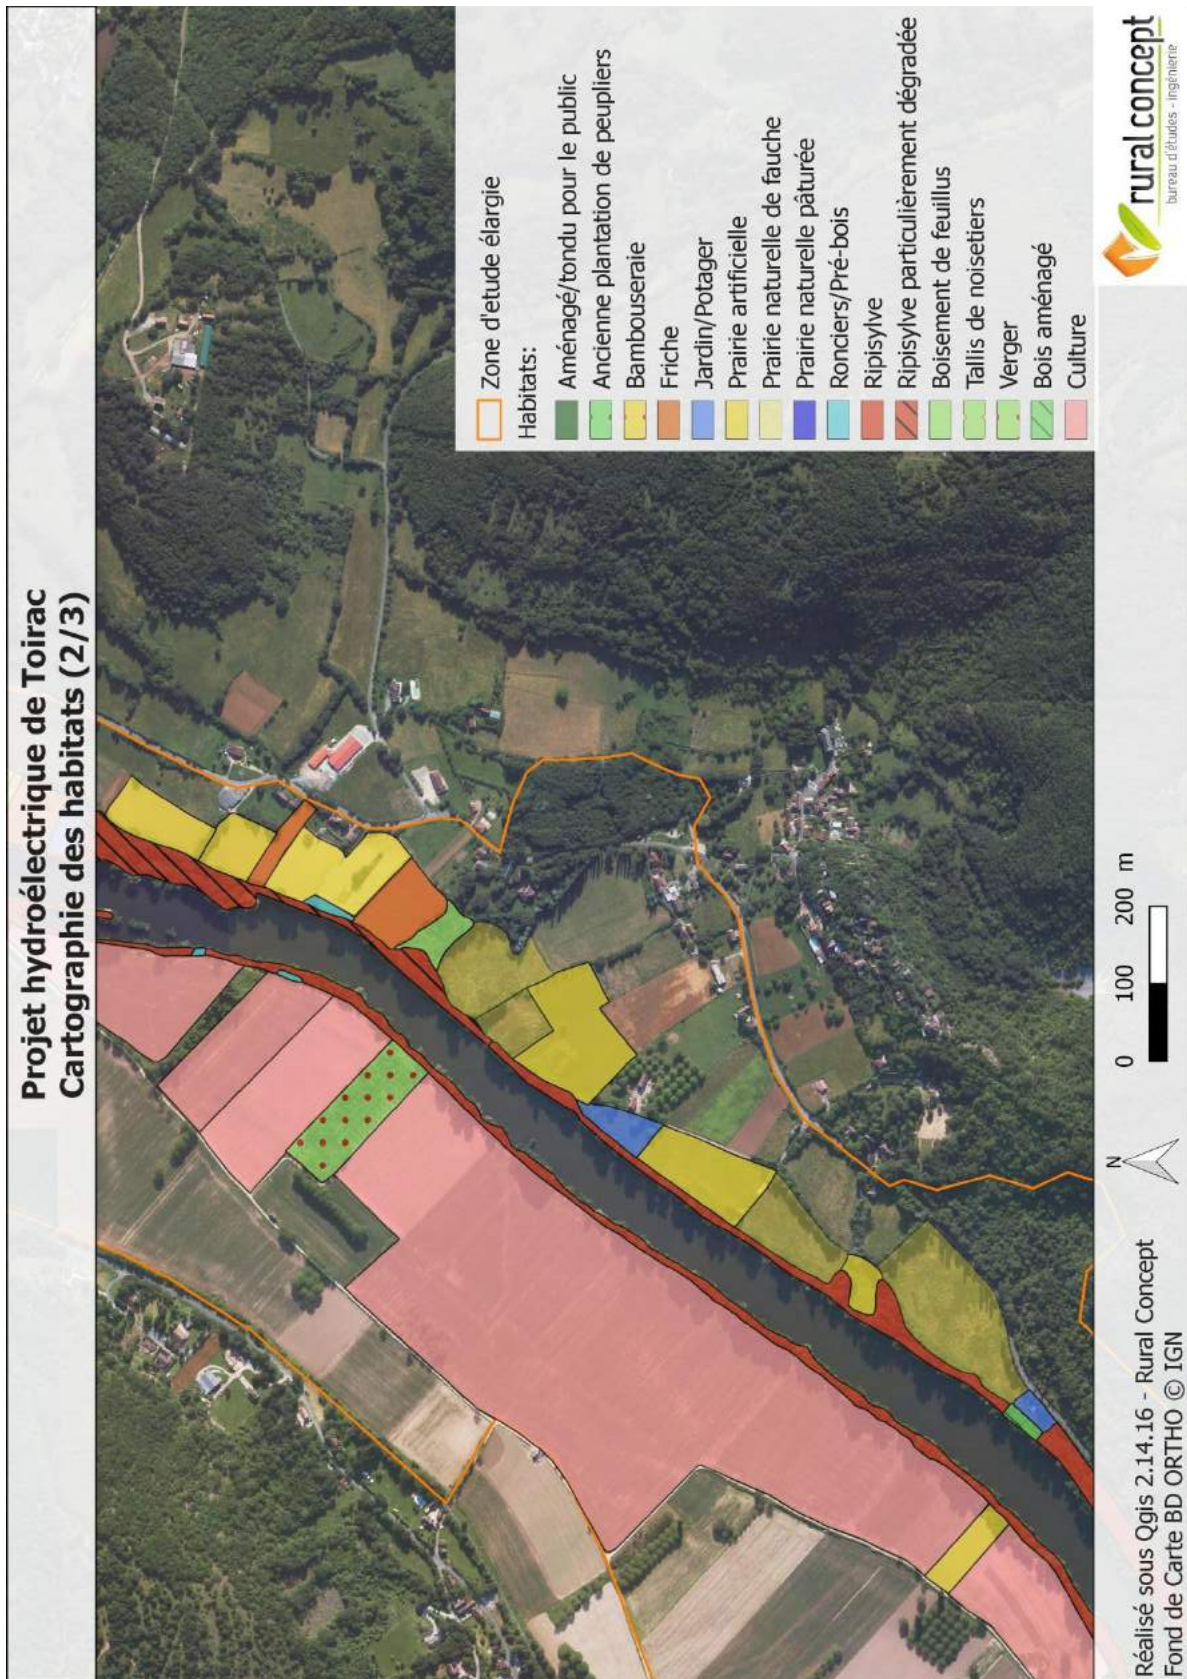 Projet hydroélectrique de Toirac
Cartographie des habitats (2/3)
Zone d'etude élargie
Habitats:
Aménagé/tondu pour le public
Ancienne plantation de peupliers
Bambouseraie
Friche
Jardin/Potager
Prairie artificielle
Prairie naturelle de fauche
Prairie naturelle pâturée
Ronciers/Pré-bois
Ripisylve
Ripisylve particulièrement dégradée
Boisement de feuillus
Tallis de noisetiers
Verger
Bois aménagé
Culture
Réalisé sous Qgis 2.14.16 - Rural Concept
Fond de Carte BD ORTHO © IGN
N
0 100 200 m
rural concept
bureau d'études - ingénierie